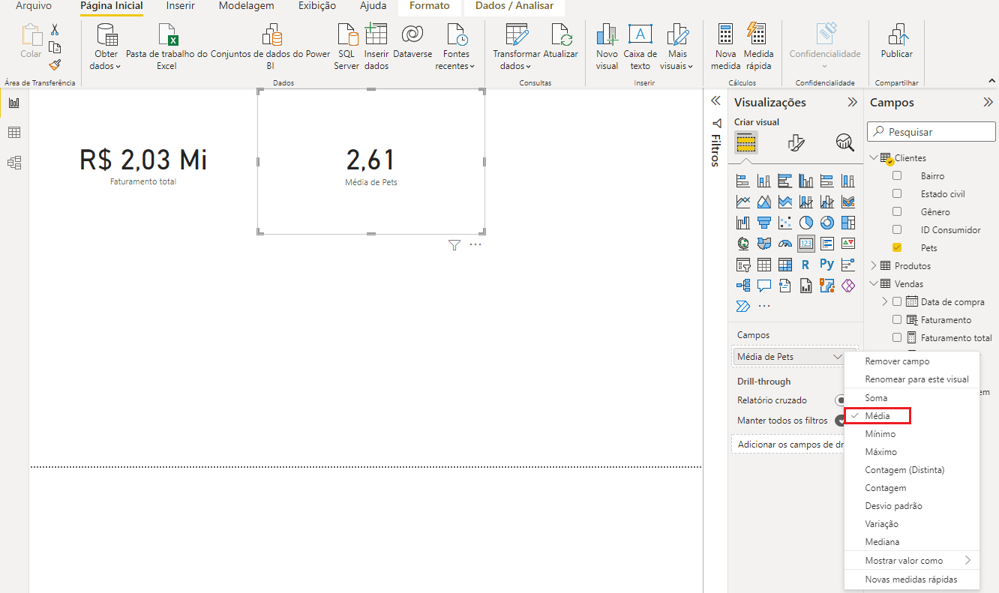 Arquivo Página Inicial Inserir Modelagem Exibição Ajuda Formato Dados / Analisar
Colar
Área de Transferência
Obter dados
Pasta de trabalho do Excel
Conjuntos de dados do Power BI
SQL Server
Inserir dados
Dataverse
Fontes recentes
Dados
Transformar dados
Atualizar
Consultas
Novo visual
Caixa de texto
Mais visuais
Inserir
Nova medida
Medida rápida
Cálculos
Confidencialidade
Confidencialidade
Publicar
Compartilhar
R$ 2,03 Mi
Faturamento total
2,61
Média de Pets
Filtros
Visualizações
Criar visual
123
R
Py
Campos
Média de Pets
Drill-through
Relatório cruzado
Manter todos os filtros
Adicionar os campos de dr
Campos
Pesquisar
Clientes
Bairro
Estado civil
Gênero
ID Consumidor
Pets
Produtos
Vendas
Data de compra
Faturamento
Faturamento total
em
Remover campo
Renomear para este visual
Soma
Média
Mínimo
Máximo
Contagem (Distinta)
Contagem
Desvio padrão
Variação
Mediana
Mostrar valor como
Novas medidas rápidas